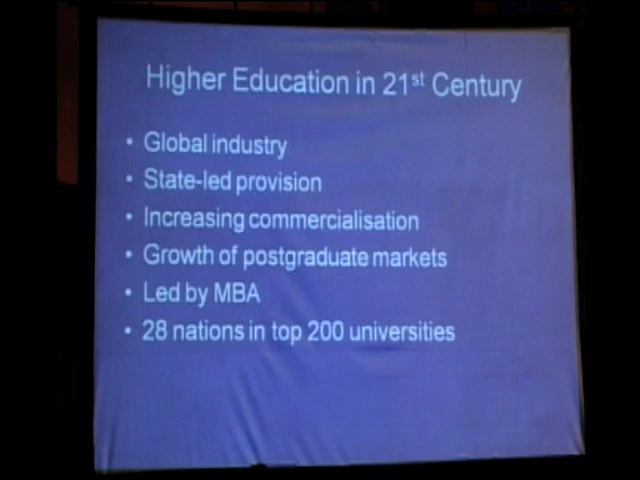 Higher Education in 21st Century
• Global industry
• State-led provision
• Increasing commercialisation
• Growth of postgraduate markets
• Led by MBA
• 28 nations in top 200 universities